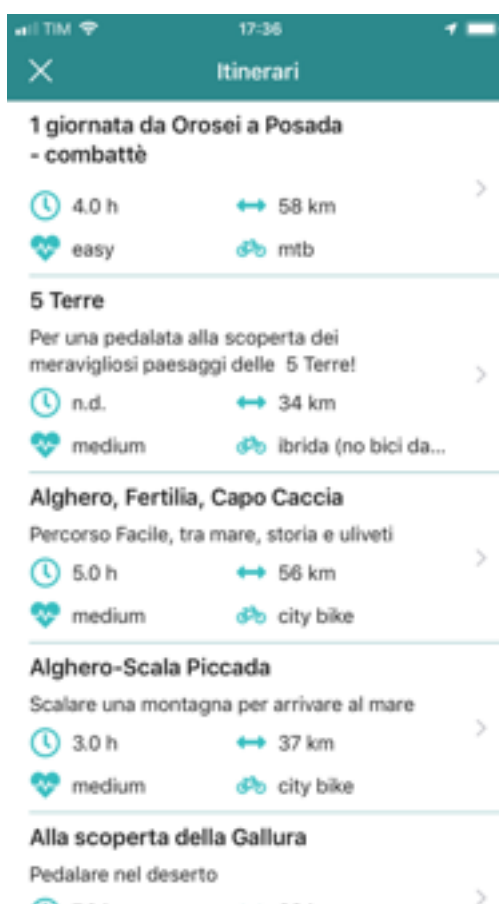 TIM 17:36
Itinerari
1 giornata da Orosei a Posada
- combattè
4.0 h 58 km
easy mtb
5 Terre
Per una pedalata alla scoperta dei
meravigliosi paesaggi delle 5 Terre!
n.d. 34 km
medium ibrida (no bici da...
Alghero, Fertilia, Capo Caccia
Percorso Facile, tra mare, storia e uliveti
5.0 h 56 km
medium city bike
Alghero-Scala Piccada
Scalare una montagna per arrivare al mare
3.0 h 37 km
medium city bike
Alla scoperta della Gallura
Pedalare nel deserto